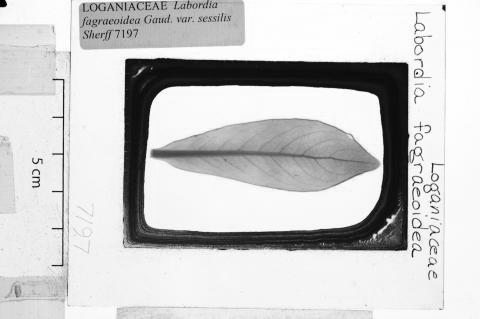 LOGANIACEAE Labordia
fagraeoidea Gaud. var. sessilis
Sherff 7197
Labordia fagraeoidea
Loganiaceae
5 cm
7197